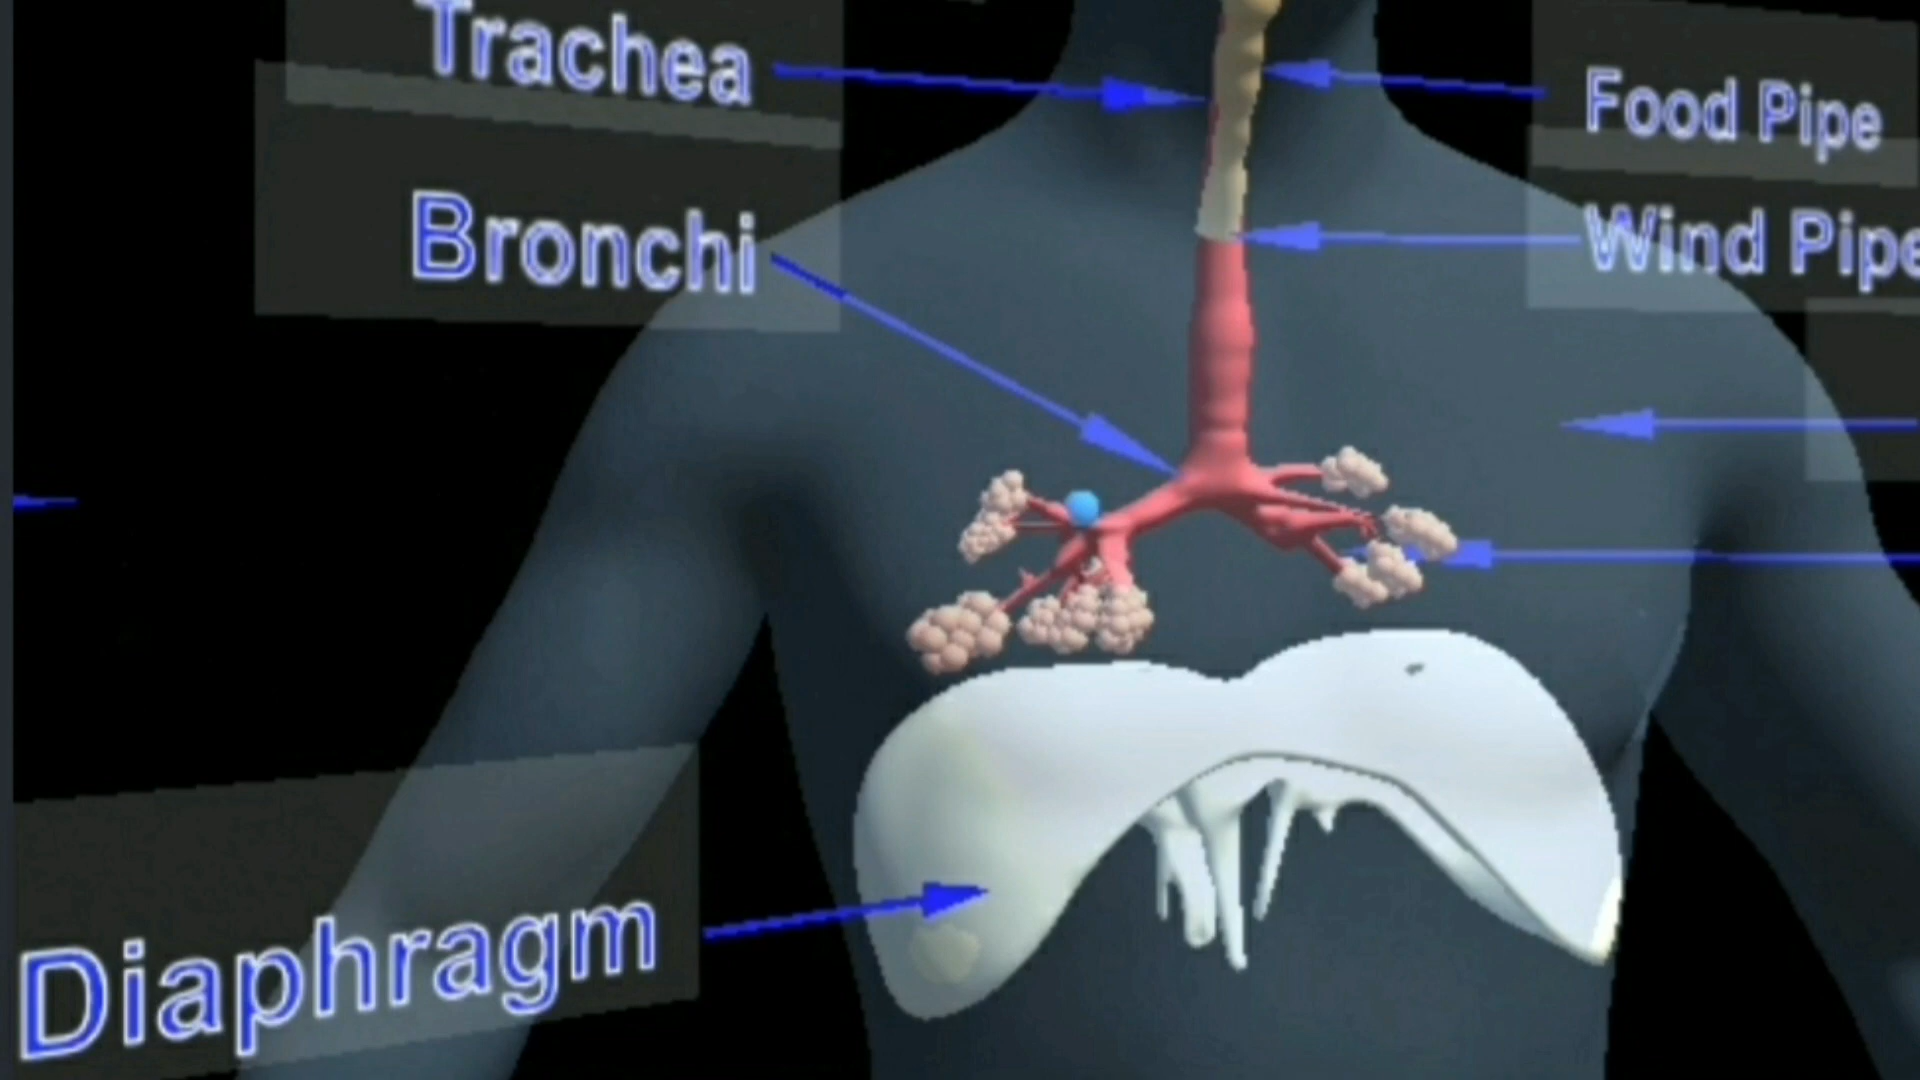 Trachea
Food Pipe
Bronchi
Wind Pipe
Diaphragm